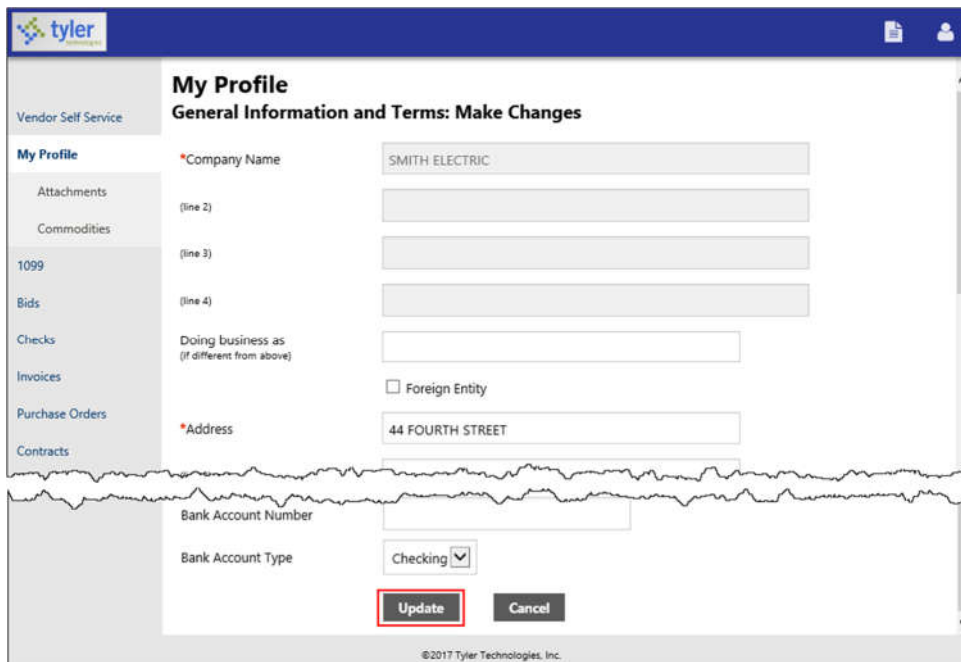 tyler
technologies
My Profile
General Information and Terms: Make Changes
Vendor Self Service
My Profile
Attachments
Commodities
1099
Bids
Checks
Invoices
Purchase Orders
Contracts
*Company Name
SMITH ELECTRIC
(line 2)
(line 3)
(line 4)
Doing business as
(if different from above)
Foreign Entity
*Address
44 FOURTH STREET
Bank Account Number
Bank Account Type
Checking
Update
Cancel
©2017 Tyler Technologies, Inc.